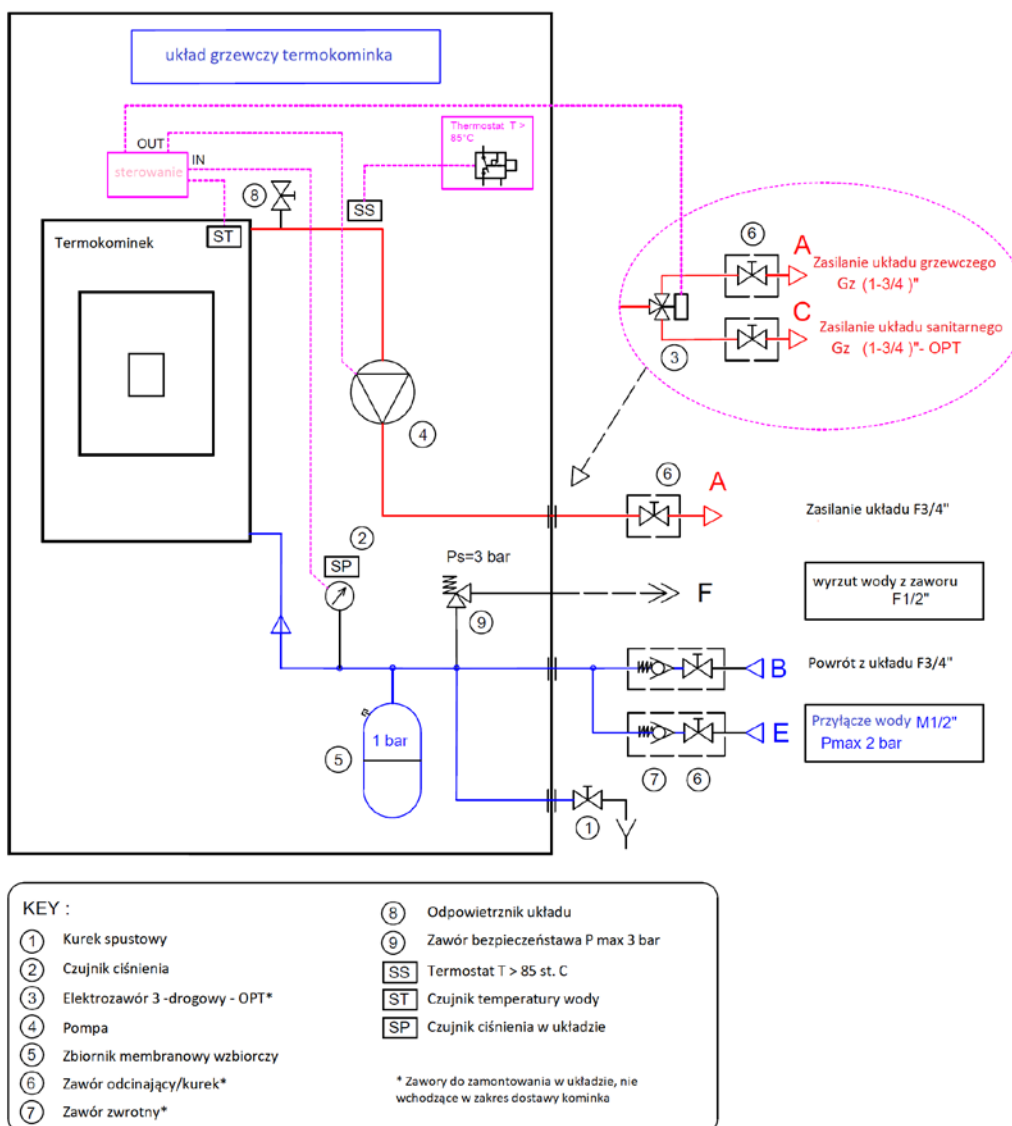 układ grzewczy termokominka
OUT
IN
sterowanie
Thermostat T >
85°C
8
SS
Termokominek
ST
6
A
Zasilanie układu grzewczego
Gz (1-3/4 )"
C
Zasilanie układu sanitarnego
Gz (1-3/4 )"- OPT
3
4
6
A
Zasilanie układu F3/4"
2
SP
Ps=3 bar
9
F
wyrzut wody z zaworu
F1/2"
B
Powrót z układu F3/4"
1 bar
5
E
Przyłącze wody M1/2"
Pmax 2 bar
7
6
1
KEY :
1 Kurek spustowy
2 Czujnik ciśnienia
3 Elektrozawór 3 -drogowy - OPT*
4 Pompa
5 Zbiornik membranowy wzbiorczy
6 Zawór odcinający/kurek*
7 Zawór zwrotny*
8 Odpowietrznik układu
9 Zawór bezpieczeństawa P max 3 bar
SS Termostat T > 85 st. C
ST Czujnik temperatury wody
SP Czujnik ciśnienia w układzie
* Zawory do zamontowania w układzie, nie
wchodzące w zakres dostawy kominka